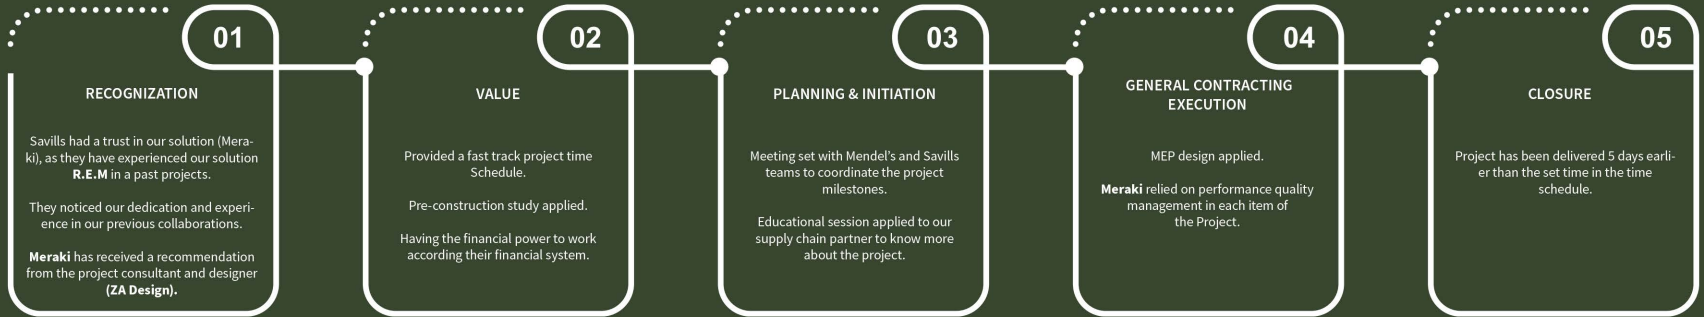 01
RECOGNIZATION
Savills had a trust in our solution (Mera-
ki), as they have experienced our solution
R.E.M in a past projects.
They noticed our dedication and experi-
ence in our previous collaborations.
Meraki has received a recommendation
from the project consultant and designer
(ZA Design).
02
VALUE
Provided a fast track project time
Schedule.
Pre-construction study applied.
Having the financial power to work
according their financial system.
03
PLANNING & INITIATION
Meeting set with Mendel's and Savills
teams to coordinate the project
milestones.
Educational session applied to our
supply chain partner to know more
about the project.
04
GENERAL CONTRACTING
EXECUTION
MEP design applied.
Meraki relied on performance quality
management in each item of
the Project.
05
CLOSURE
Project has been delivered 5 days earli-
er than the set time in the time
schedule.